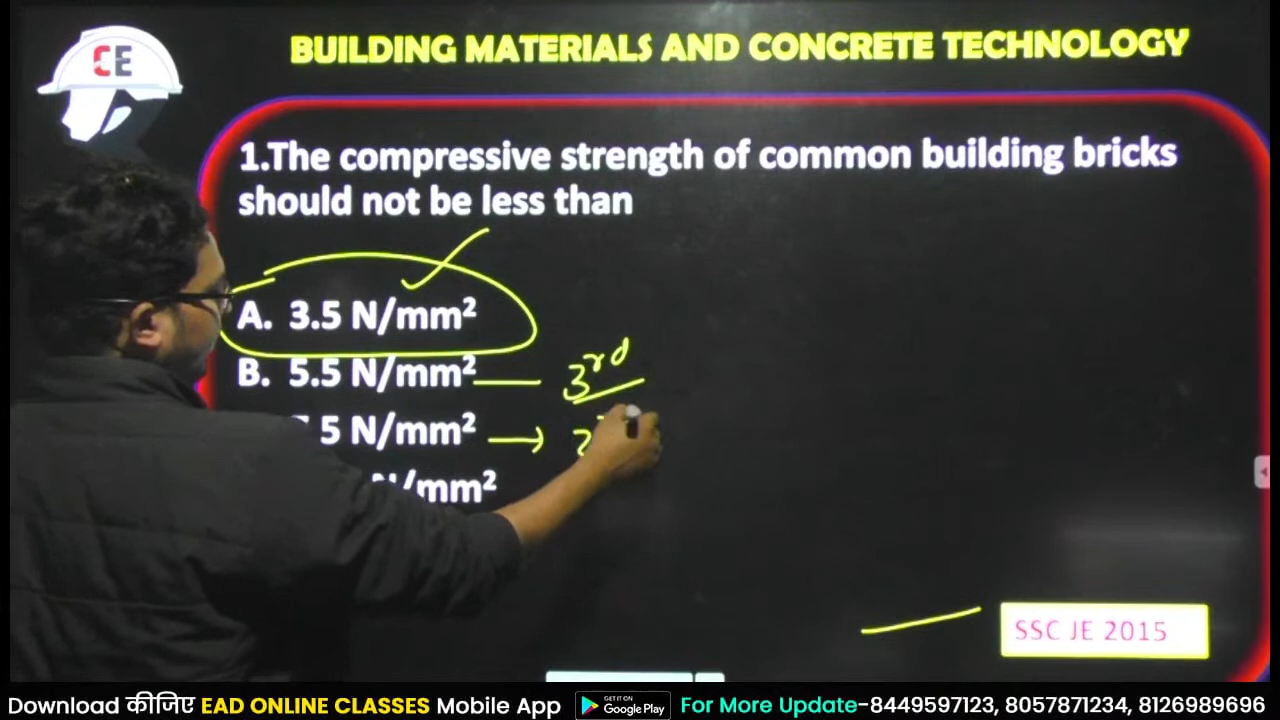 CE
BUILDING MATERIALS AND CONCRETE TECHNOLOGY
1.The compressive strength of common building bricks
should not be less than
A. 3.5 N/mm²
B. 5.5 N/mm² 3rd
5 N/mm² → 2
N/mm²
SSC JE 2015
Download कीजिए EAD ONLINE CLASSES Mobile App GET IT ON Google Play For More Update-8449597123, 8057871234, 8126989696